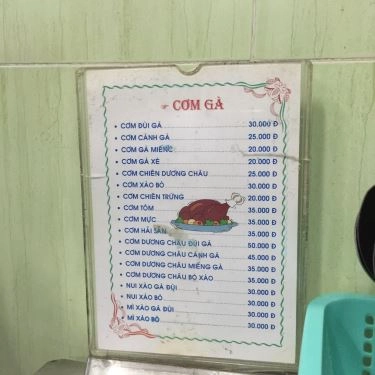 CƠM GÀ
CƠM ĐÙI GÀ 30.000 Đ
CƠM CÁNH GÀ 25.000 Đ
CƠM GÀ MIẾNG 20.000 Đ
CƠM GÀ XÉ 20.000 Đ
CƠM CHIÊN DƯƠNG CHÂU 25.000 Đ
CƠM XÀO BÒ 30.000 Đ
CƠM CHIÊN TRỨNG 20.000 Đ
CƠM TÔM 35.000 Đ
CƠM MỰC 35.000 Đ
CƠM HẢI SẢN 35.000 Đ
CƠM DƯƠNG CHÂU ĐÙI GÀ 50.000 Đ
CƠM DƯƠNG CHÂU CÁNH GÀ 45.000 Đ
CƠM DƯƠNG CHÂU MIẾNG GÀ 35.000 Đ
CƠM DƯƠNG CHÂU BÒ XÀO 35.000 Đ
NUI XÀO GÀ ĐÙI 30.000 Đ
NUI XÀO BÒ 30.000 Đ
MÌ XÀO GÀ ĐÙI 30.000 Đ
MÌ XÀO BÒ 30.000 Đ